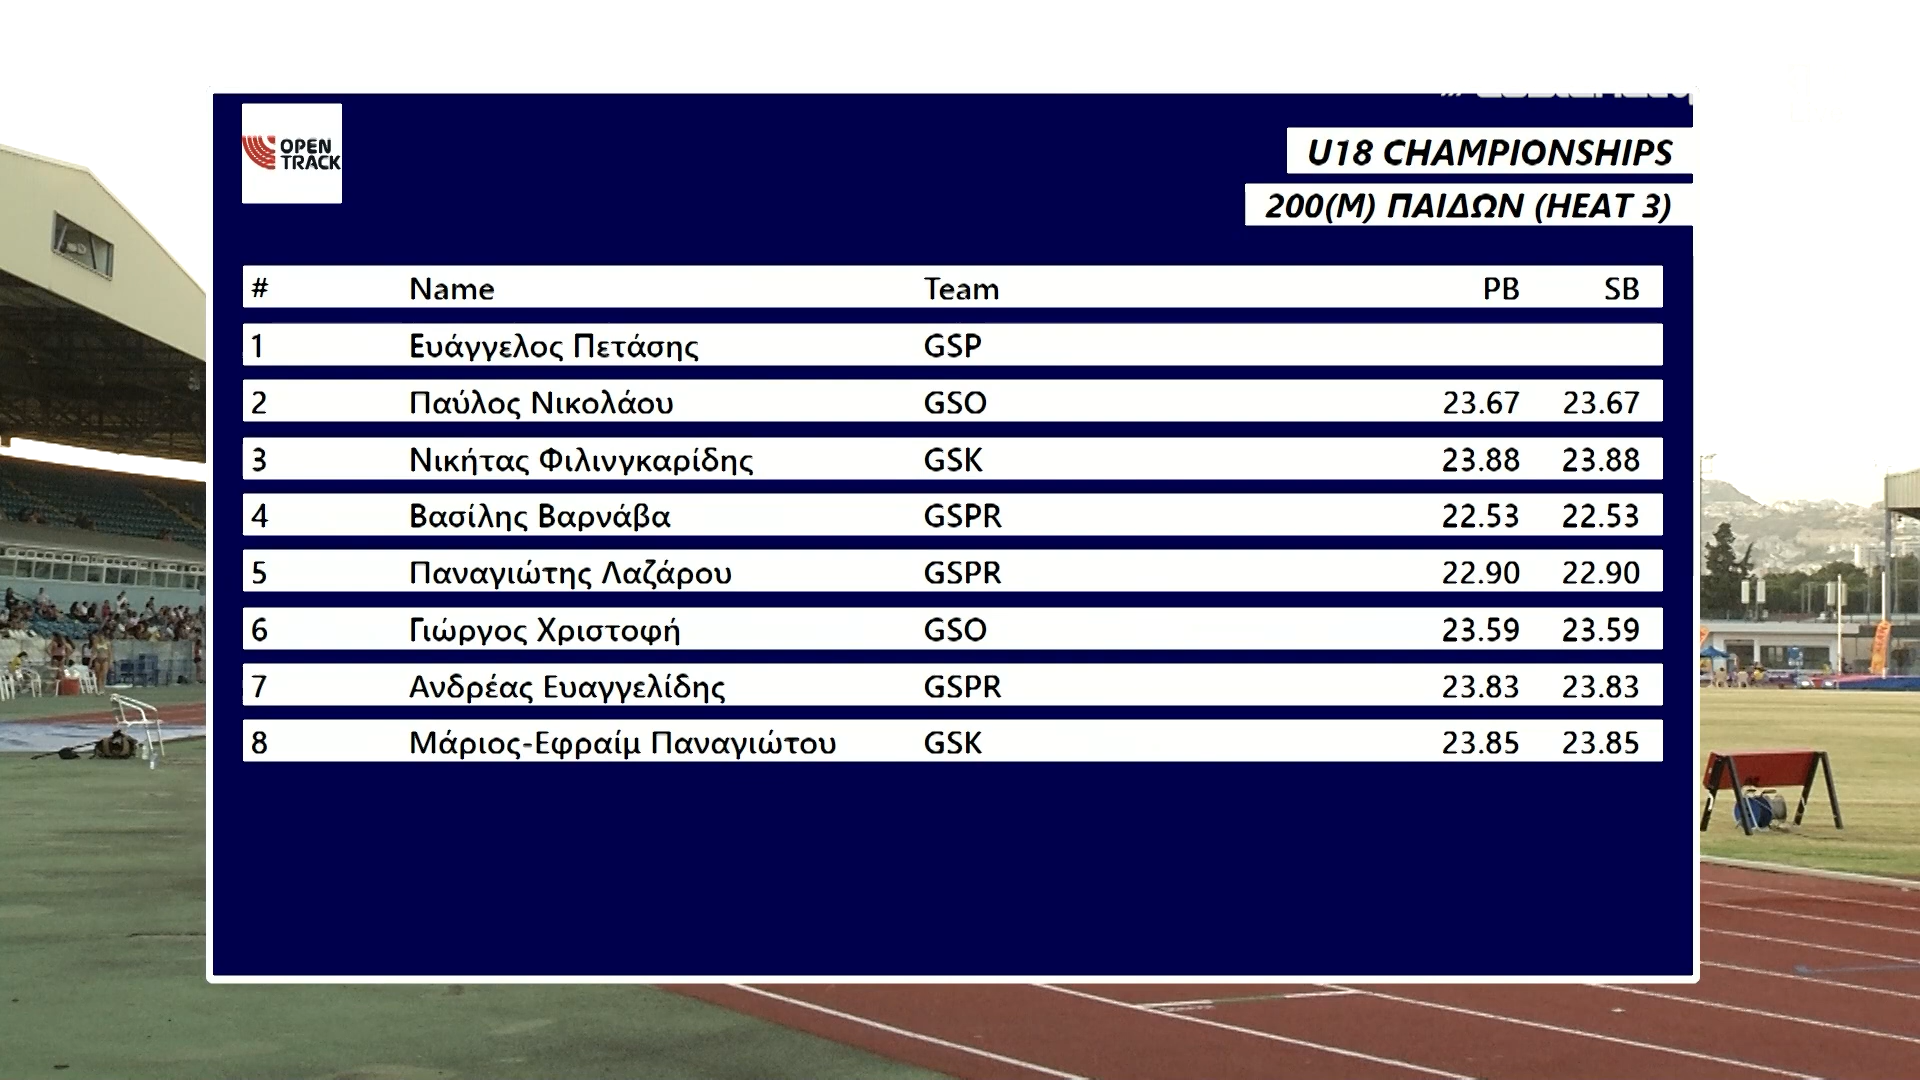 OPEN
TRACK
U18 CHAMPIONSHIPS
200(M) ΠΑΙΔΩΝ (HEAT 3)
# Name Team PB SB
1 Ευάγγελος Πετάσης GSP
2 Παύλος Νικολάου GSO 23.67 23.67
3 Νικήτας Φιλινγκαρίδης GSK 23.88 23.88
4 Βασίλης Βαρνάβα GSPR 22.53 22.53
5 Παναγιώτης Λαζάρου GSPR 22.90 22.90
6 Γιώργος Χριστοφή GSO 23.59 23.59
7 Ανδρέας Ευαγγελίδης GSPR 23.83 23.83
8 Μάριος-Εφραίμ Παναγιώτου GSK 23.85 23.85